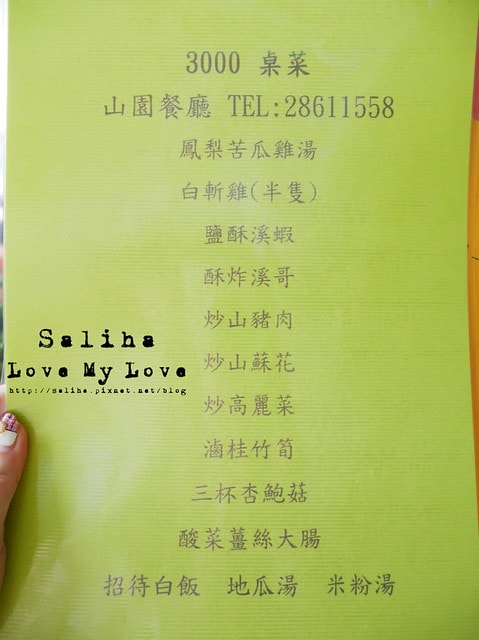 3000 桌菜
山園餐廳 TEL:28611558
鳳梨苦瓜雞湯
白斬雞(半隻)
鹽酥溪蝦
酥炸溪哥
炒山豬肉
炒山蘇花
炒高麗菜
滷桂竹筍
三杯杏鮑菇
酸菜薑絲大腸
招待白飯 地瓜湯 米粉湯
Saliha
Love My Love
http://saliha.pixnet.net/blog